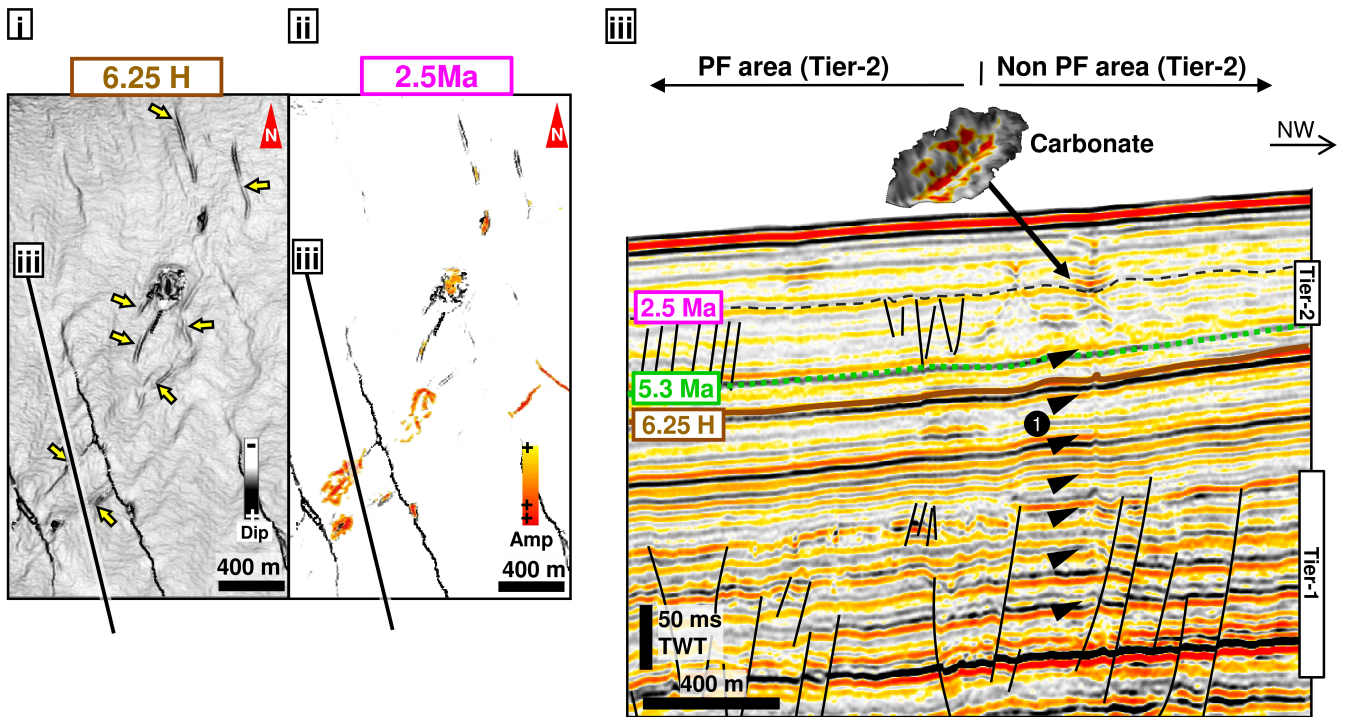 i
6.25 H
N
iii
-
+
Dip
400 m
ii
2.5Ma
N
iii
+
++
Amp
400 m
iii
PF area (Tier-2)
Non PF area (Tier-2)
NW
Carbonate
2.5 Ma
5.3 Ma
6.25 H
1
Tier-2
Tier-1
50 ms
TWT
400 m